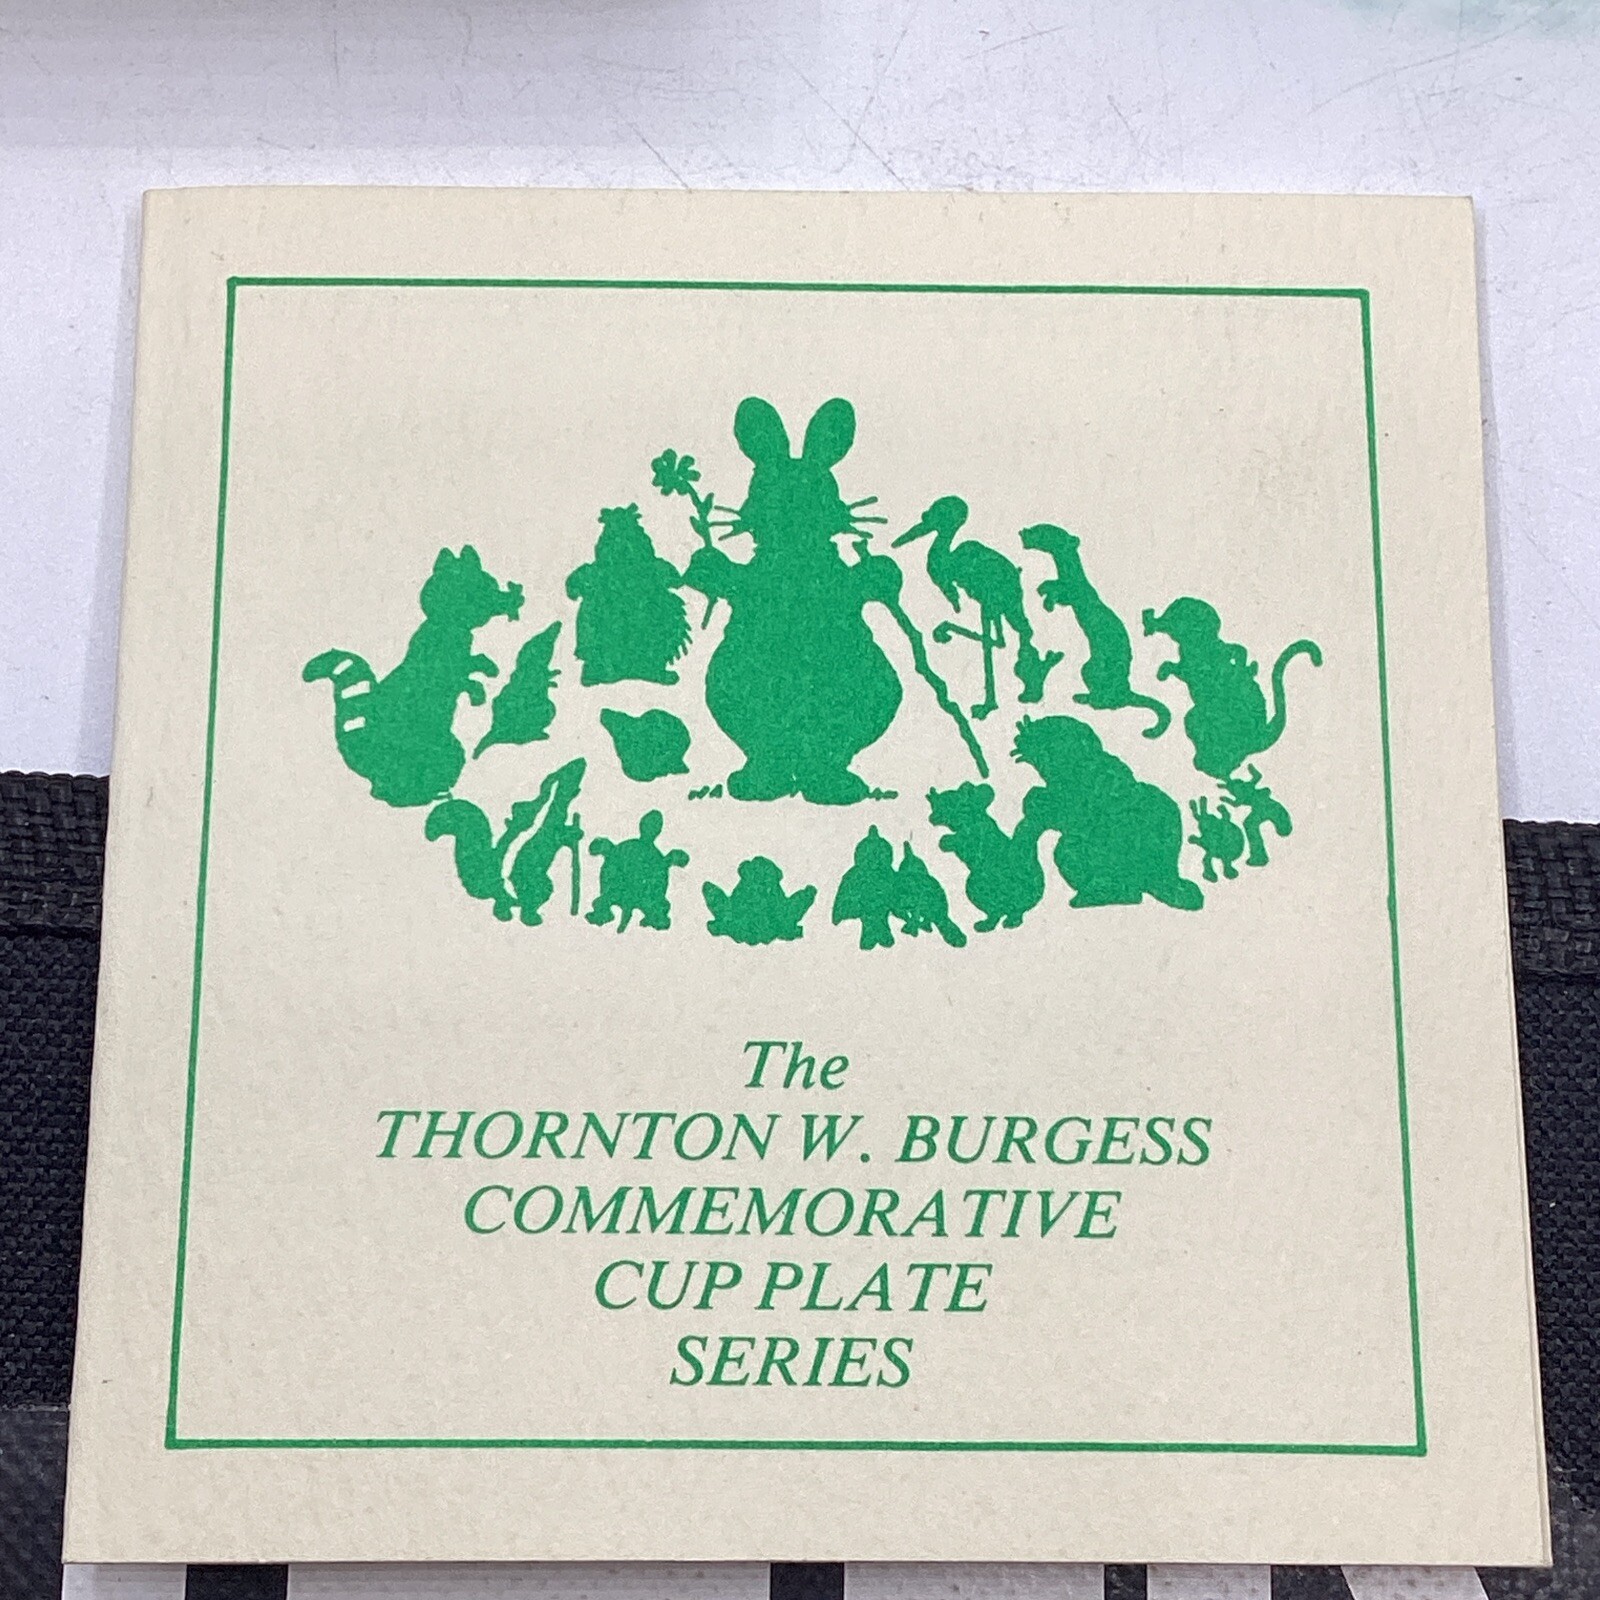 The
THORNTON W. BURGESS
COMMEMORATIVE
CUP PLATE
SERIES